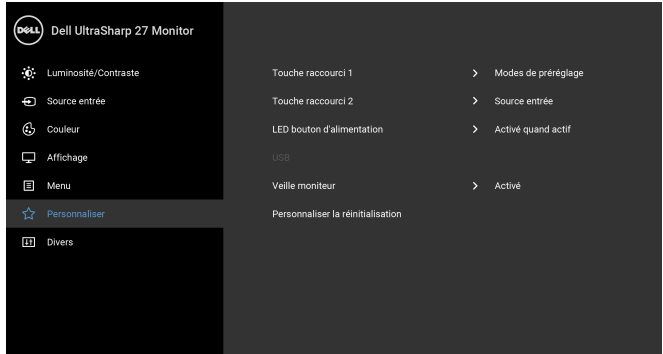 DELL
Dell UltraSharp 27 Monitor
Luminosité/Contraste
Touche raccourci 1
Modes de préréglage
Source entrée
Touche raccourci 2
Source entrée
Couleur
LED bouton d'alimentation
Activé quand actif
Affichage
USB
Menu
Veille moniteur
Activé
Personnaliser
Personnaliser la réinitialisation
Divers